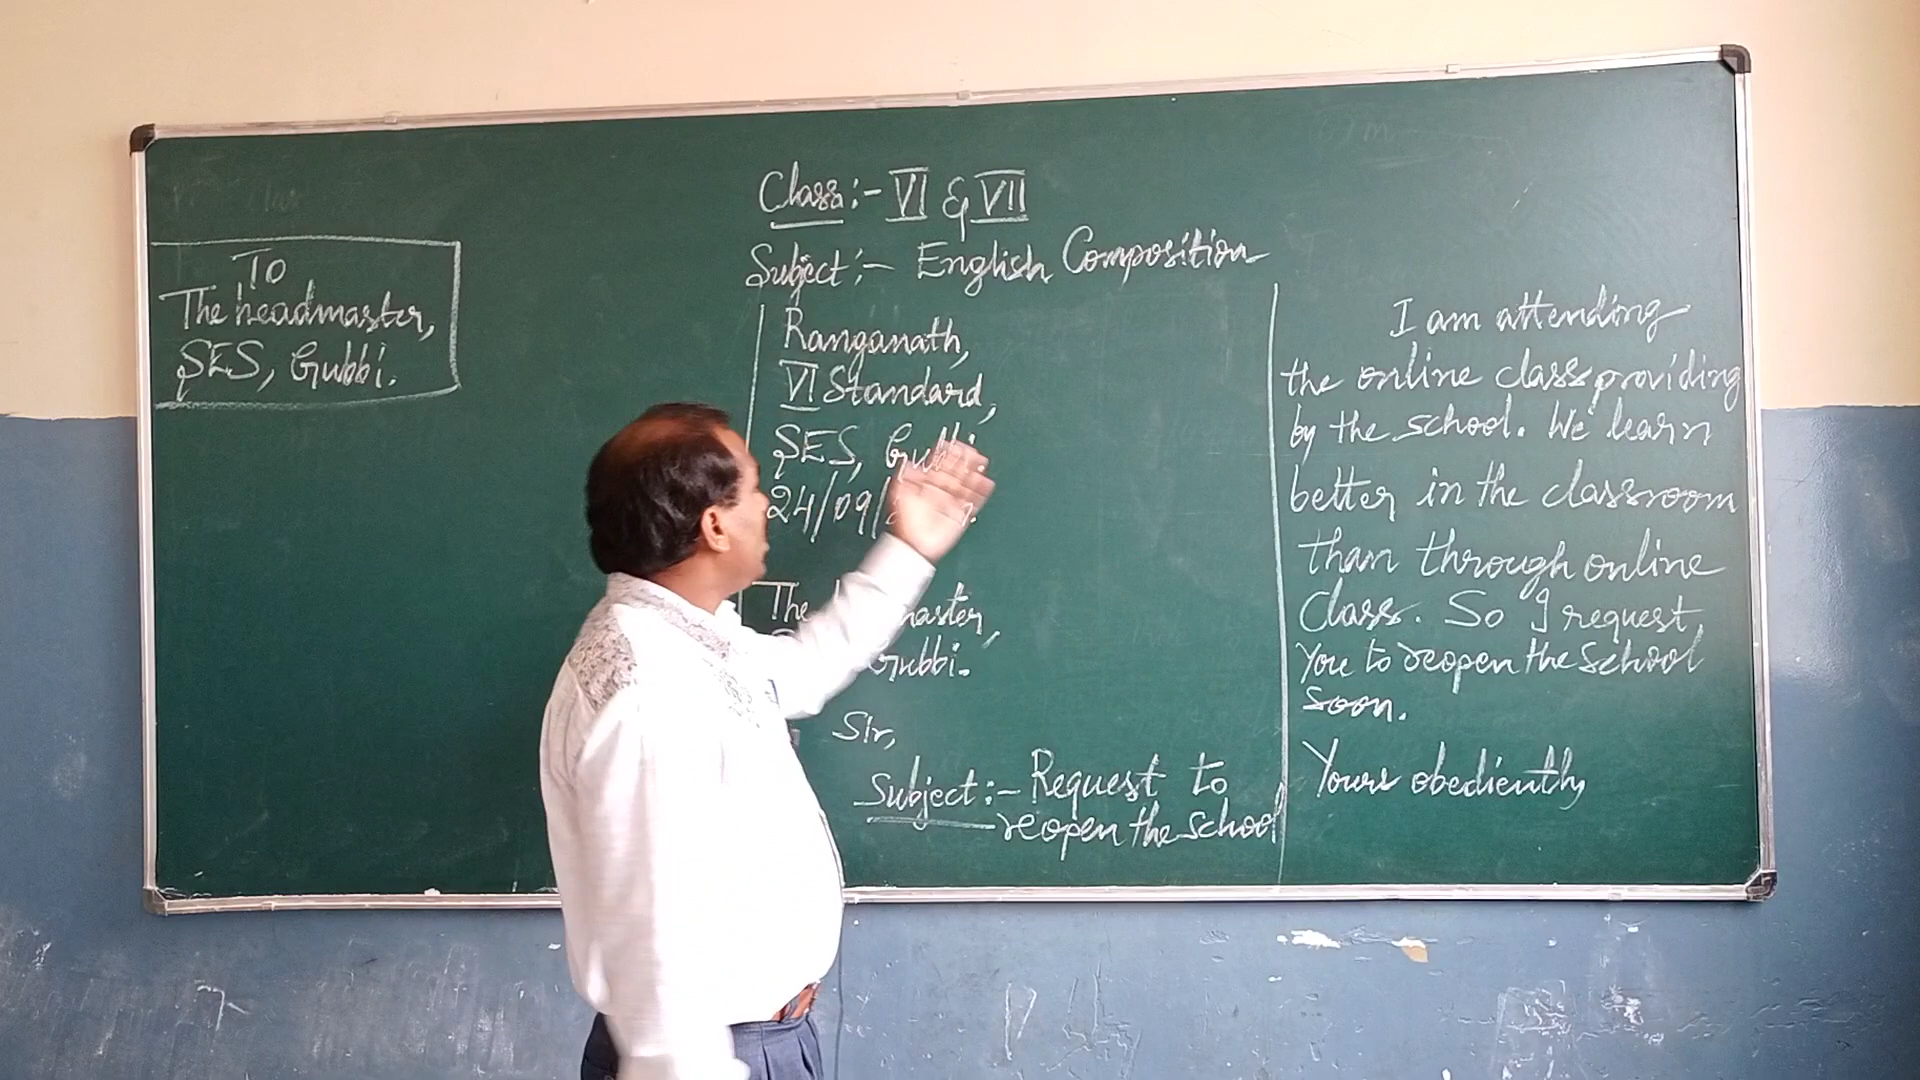 Class:- VI & VII
Subject:- English Composition
To
The headmaster,
SES, Gubbi.
Ranganath,
VI Standard,
SES, Gubbi.
24/09/
The
Gubbi.
Sir,
Subject:- Request to
reopen the school
I am attending
the online class providing
by the school. We learn
better in the classroom
than through online
class. So I request
you to reopen the school
soon.
Yours obediently